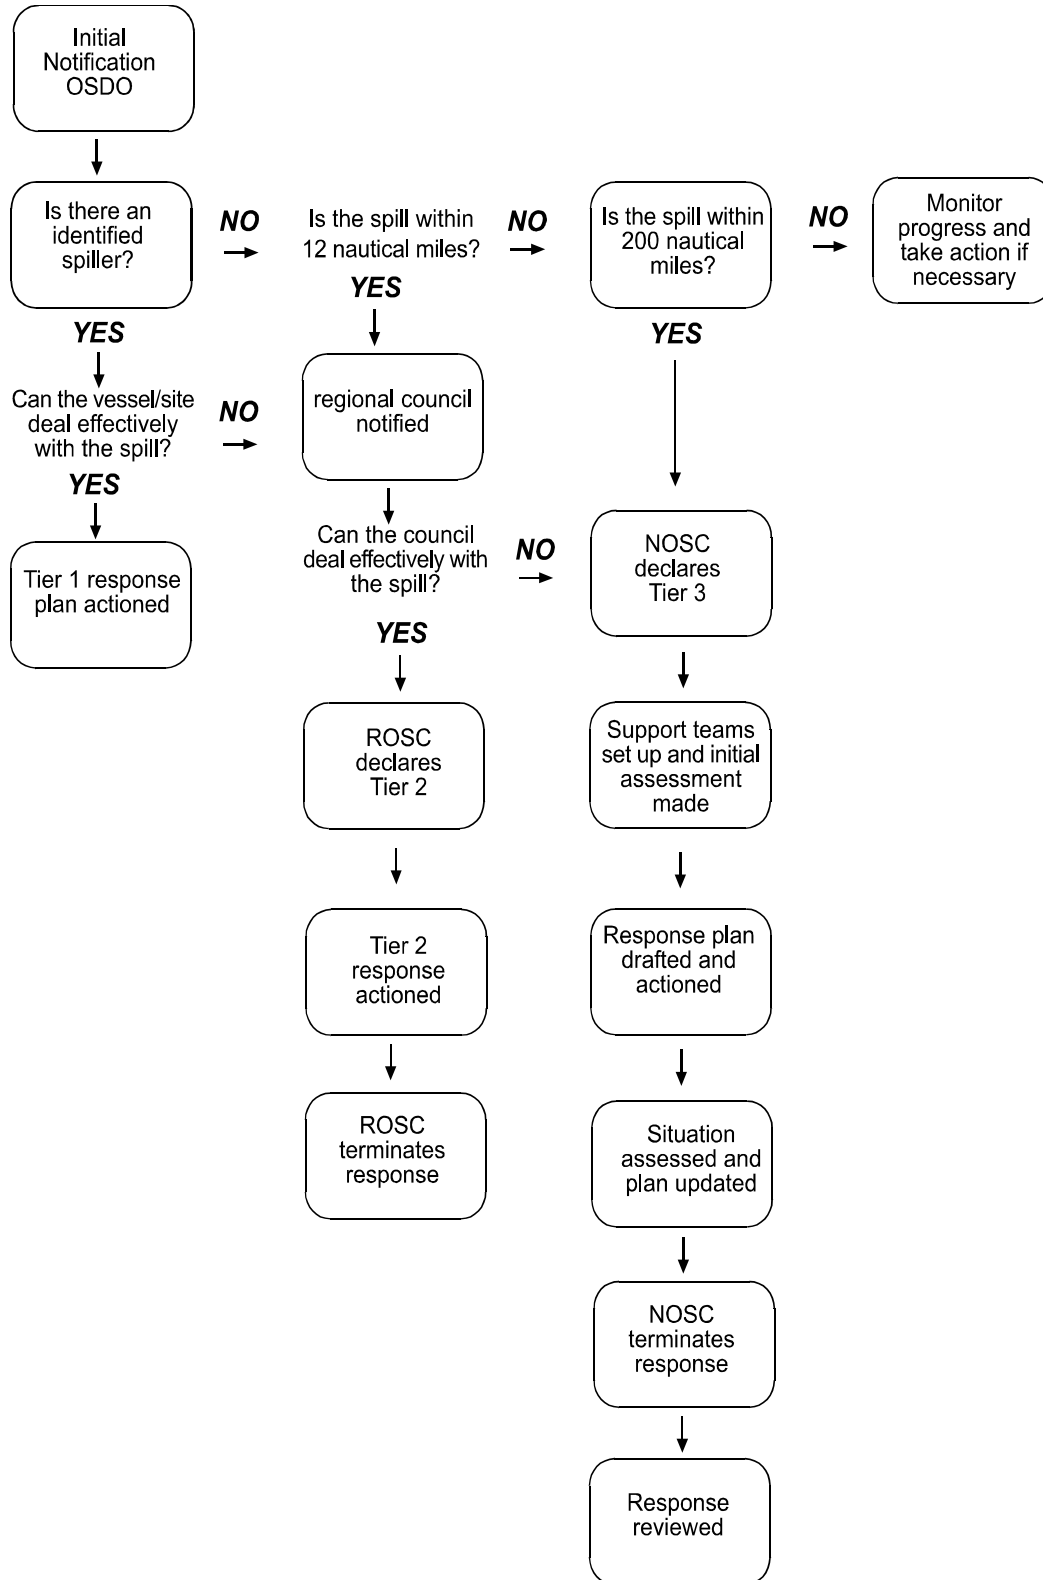 Initial
Notification
OSDO
Is there an
identified
spiller?
NO
Is the spill within
12 nautical miles?
NO
Is the spill within
200 nautical
miles?
NO
Monitor
progress and
take action if
necessary
YES
YES
YES
Can the vessel/site
deal effectively
with the spill?
NO
regional council
notified
YES
Can the council
deal effectively with
the spill?
NO
NOSC
declares
Tier 3
Tier 1 response
plan actioned
YES
ROSC
declares
Tier 2
Support teams
set up and initial
assessment
made
Tier 2
response
actioned
Response plan
drafted and
actioned
ROSC
terminates
response
Situation
assessed and
plan updated
NOSC
terminates
response
Response
reviewed